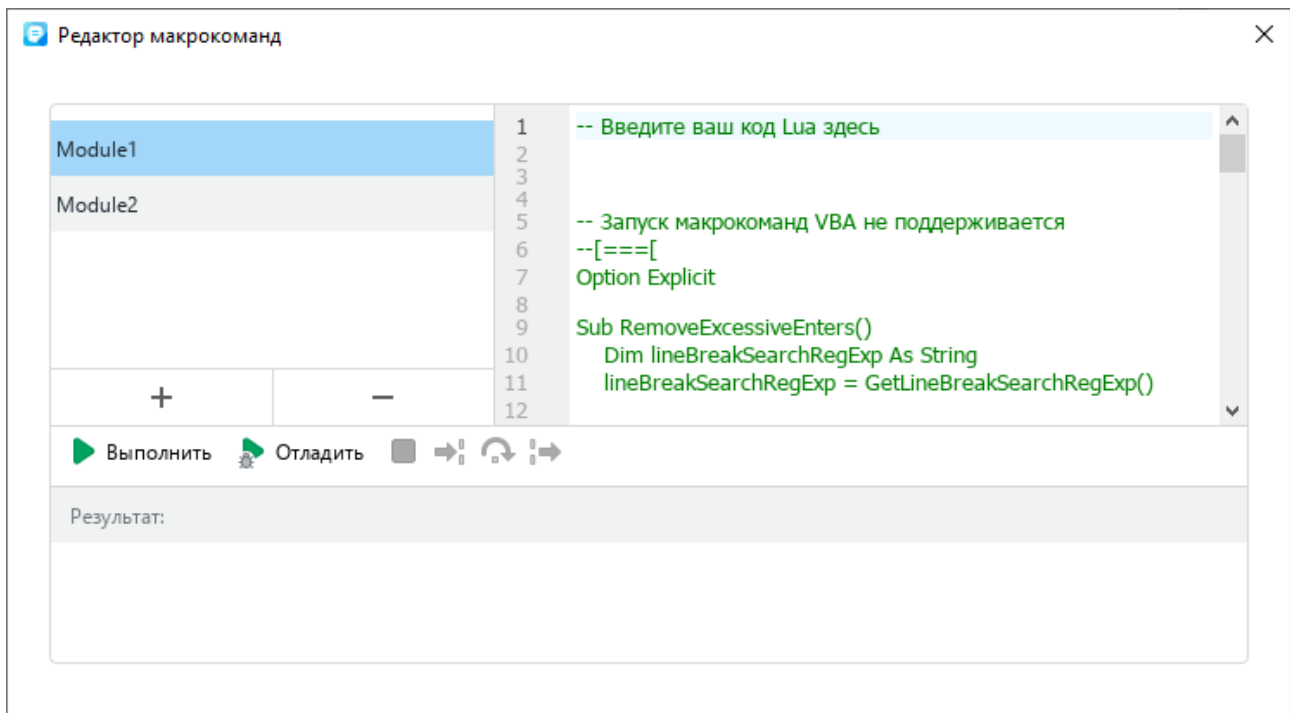 Редактор макрокоманд
Module1
Module2
1 -- Введите ваш код Lua здесь
2
3
4
5 -- Запуск макрокоманд VBA не поддерживается
6 --[===[
7 Option Explicit
8
9 Sub RemoveExcessiveEnters()
10 Dim lineBreakSearchRegExp As String
11 lineBreakSearchRegExp = GetLineBreakSearchRegExp()
12
Выполнить Отладить
Результат: